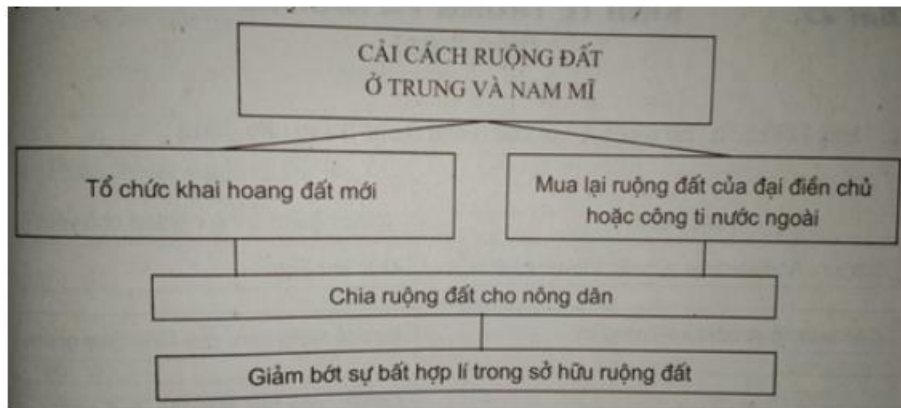 CẢI CÁCH RUỘNG ĐẤT
Ở TRUNG VÀ NAM MĨ
Tổ chức khai hoang đất mới
Mua lại ruộng đất của đại điền chủ
hoặc công ti nước ngoài
Chia ruộng đất cho nông dân
Giảm bớt sự bất hợp lí trong sở hữu ruộng đất